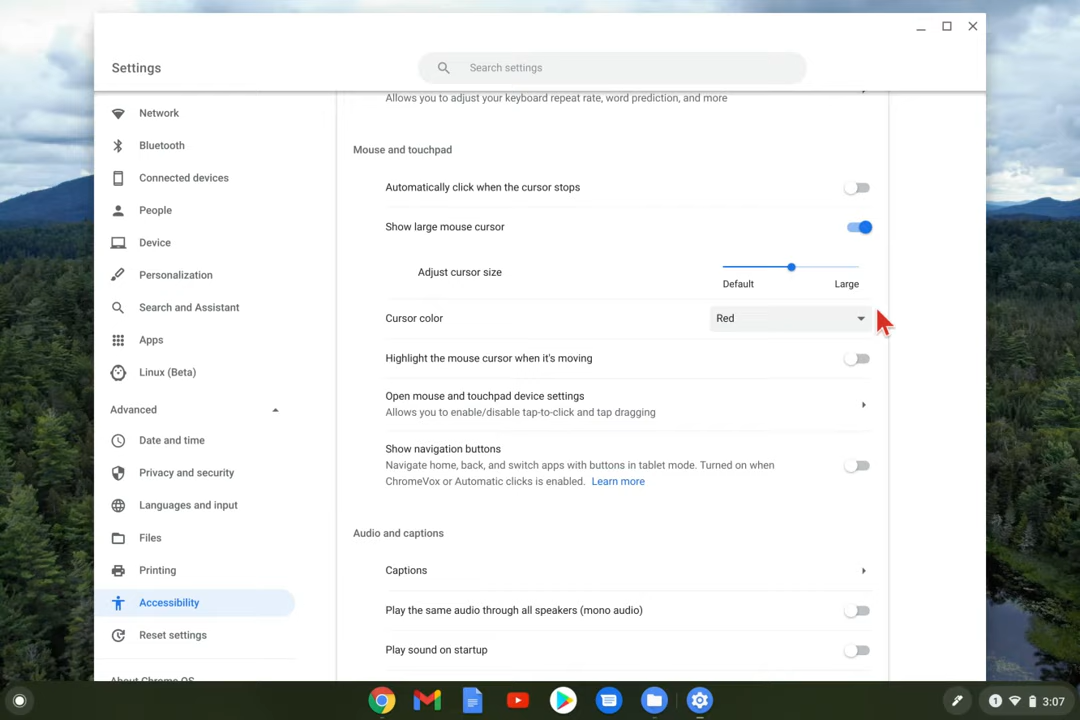 Settings
Search settings
Network
Bluetooth
Connected devices
People
Device
Personalization
Search and Assistant
Apps
Linux (Beta)
Advanced
Date and time
Privacy and security
Languages and input
Files
Printing
Accessibility
Reset settings
About Chrome OS
Allows you to adjust your keyboard repeat rate, word prediction, and more
Mouse and touchpad
Automatically click when the cursor stops
Show large mouse cursor
Adjust cursor size
Default Large
Cursor color
Red
Highlight the mouse cursor when it's moving
Open mouse and touchpad device settings
Allows you to enable/disable tap-to-click and tap dragging
Show navigation buttons
Navigate home, back, and switch apps with buttons in tablet mode. Turned on when
ChromeVox or Automatic clicks is enabled. Learn more
Audio and captions
Captions
Play the same audio through all speakers (mono audio)
Play sound on startup
1 3:07